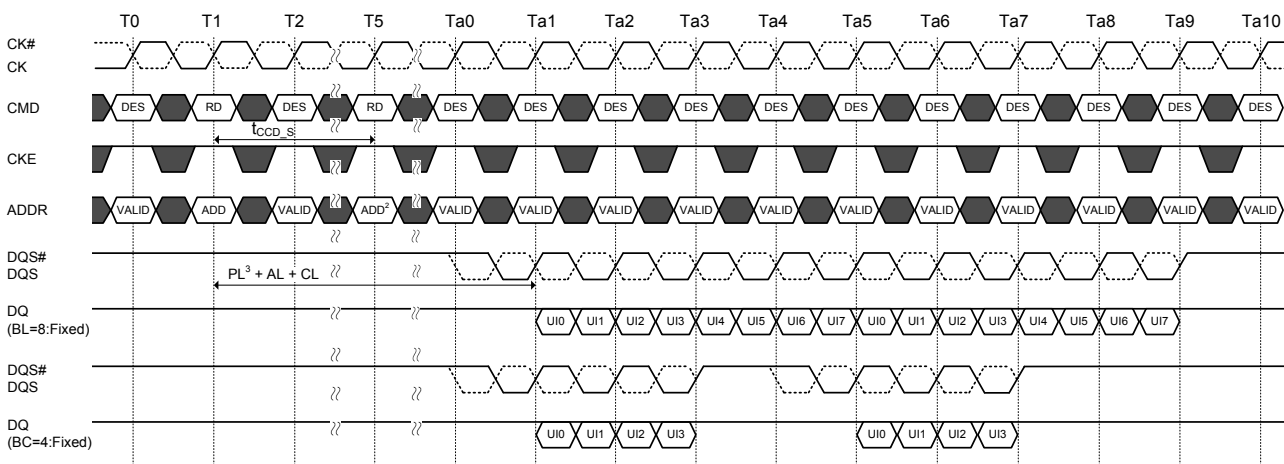 T0 T1 T2 T5 Ta0 Ta1 Ta2 Ta3 Ta4 Ta5 Ta6 Ta7 Ta8 Ta9 Ta10
CK#
CK
CMD DES RD DES RD DES DES DES DES DES DES DES DES DES DES DES
tCCD_S
CKE
ADDR VALID ADD VALID ADD² VALID VALID VALID VALID VALID VALID VALID VALID VALID VALID VALID
DQS#
DQS
PL³ + AL + CL
DQ
(BL=8:Fixed)
UI0 UI1 UI2 UI3 UI4 UI5 UI6 UI7 UI0 UI1 UI2 UI3 UI4 UI5 UI6 UI7
DQS#
DQS
DQ
(BC=4:Fixed)
UI0 UI1 UI2 UI3 UI0 UI1 UI2 UI3